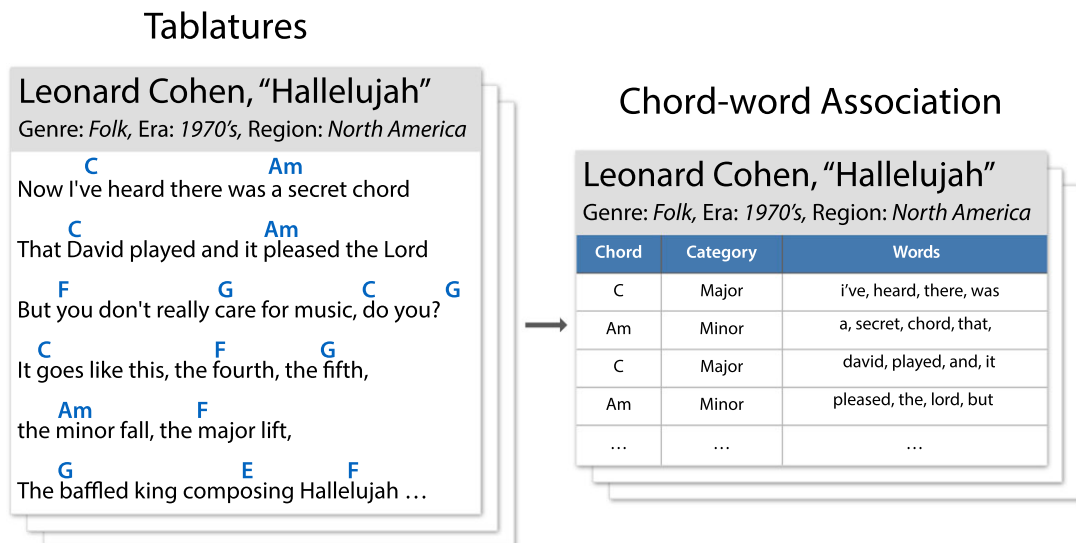 Tablatures
Leonard Cohen, “Hallelujah”
Genre: Folk, Era: 1970’s, Region: North America
C Am
Now I've heard there was a secret chord
C Am
That David played and it pleased the Lord
F G C G
But you don't really care for music, do you?
C F G
It goes like this, the fourth, the fifth,
Am F
the minor fall, the major lift,
G E F
The baffled king composing Hallelujah …
Chord-word Association
Leonard Cohen, “Hallelujah”
Genre: Folk, Era: 1970’s, Region: North America
Chord Category Words
C Major i’ve, heard, there, was
Am Minor a, secret, chord, that,
C Major david, played, and, it
Am Minor pleased, the, lord, but
… … …